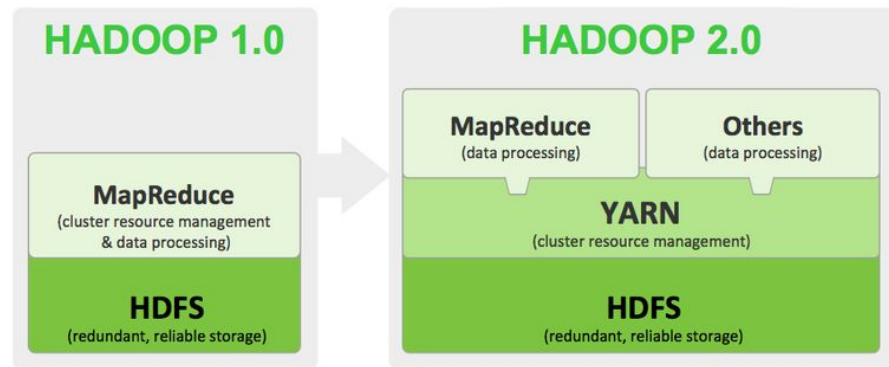 HADOOP 1.0
MapReduce
(cluster resource management
& data processing)
HDFS
(redundant, reliable storage)
HADOOP 2.0
MapReduce
(data processing)
Others
(data processing)
YARN
(cluster resource management)
HDFS
(redundant, reliable storage)